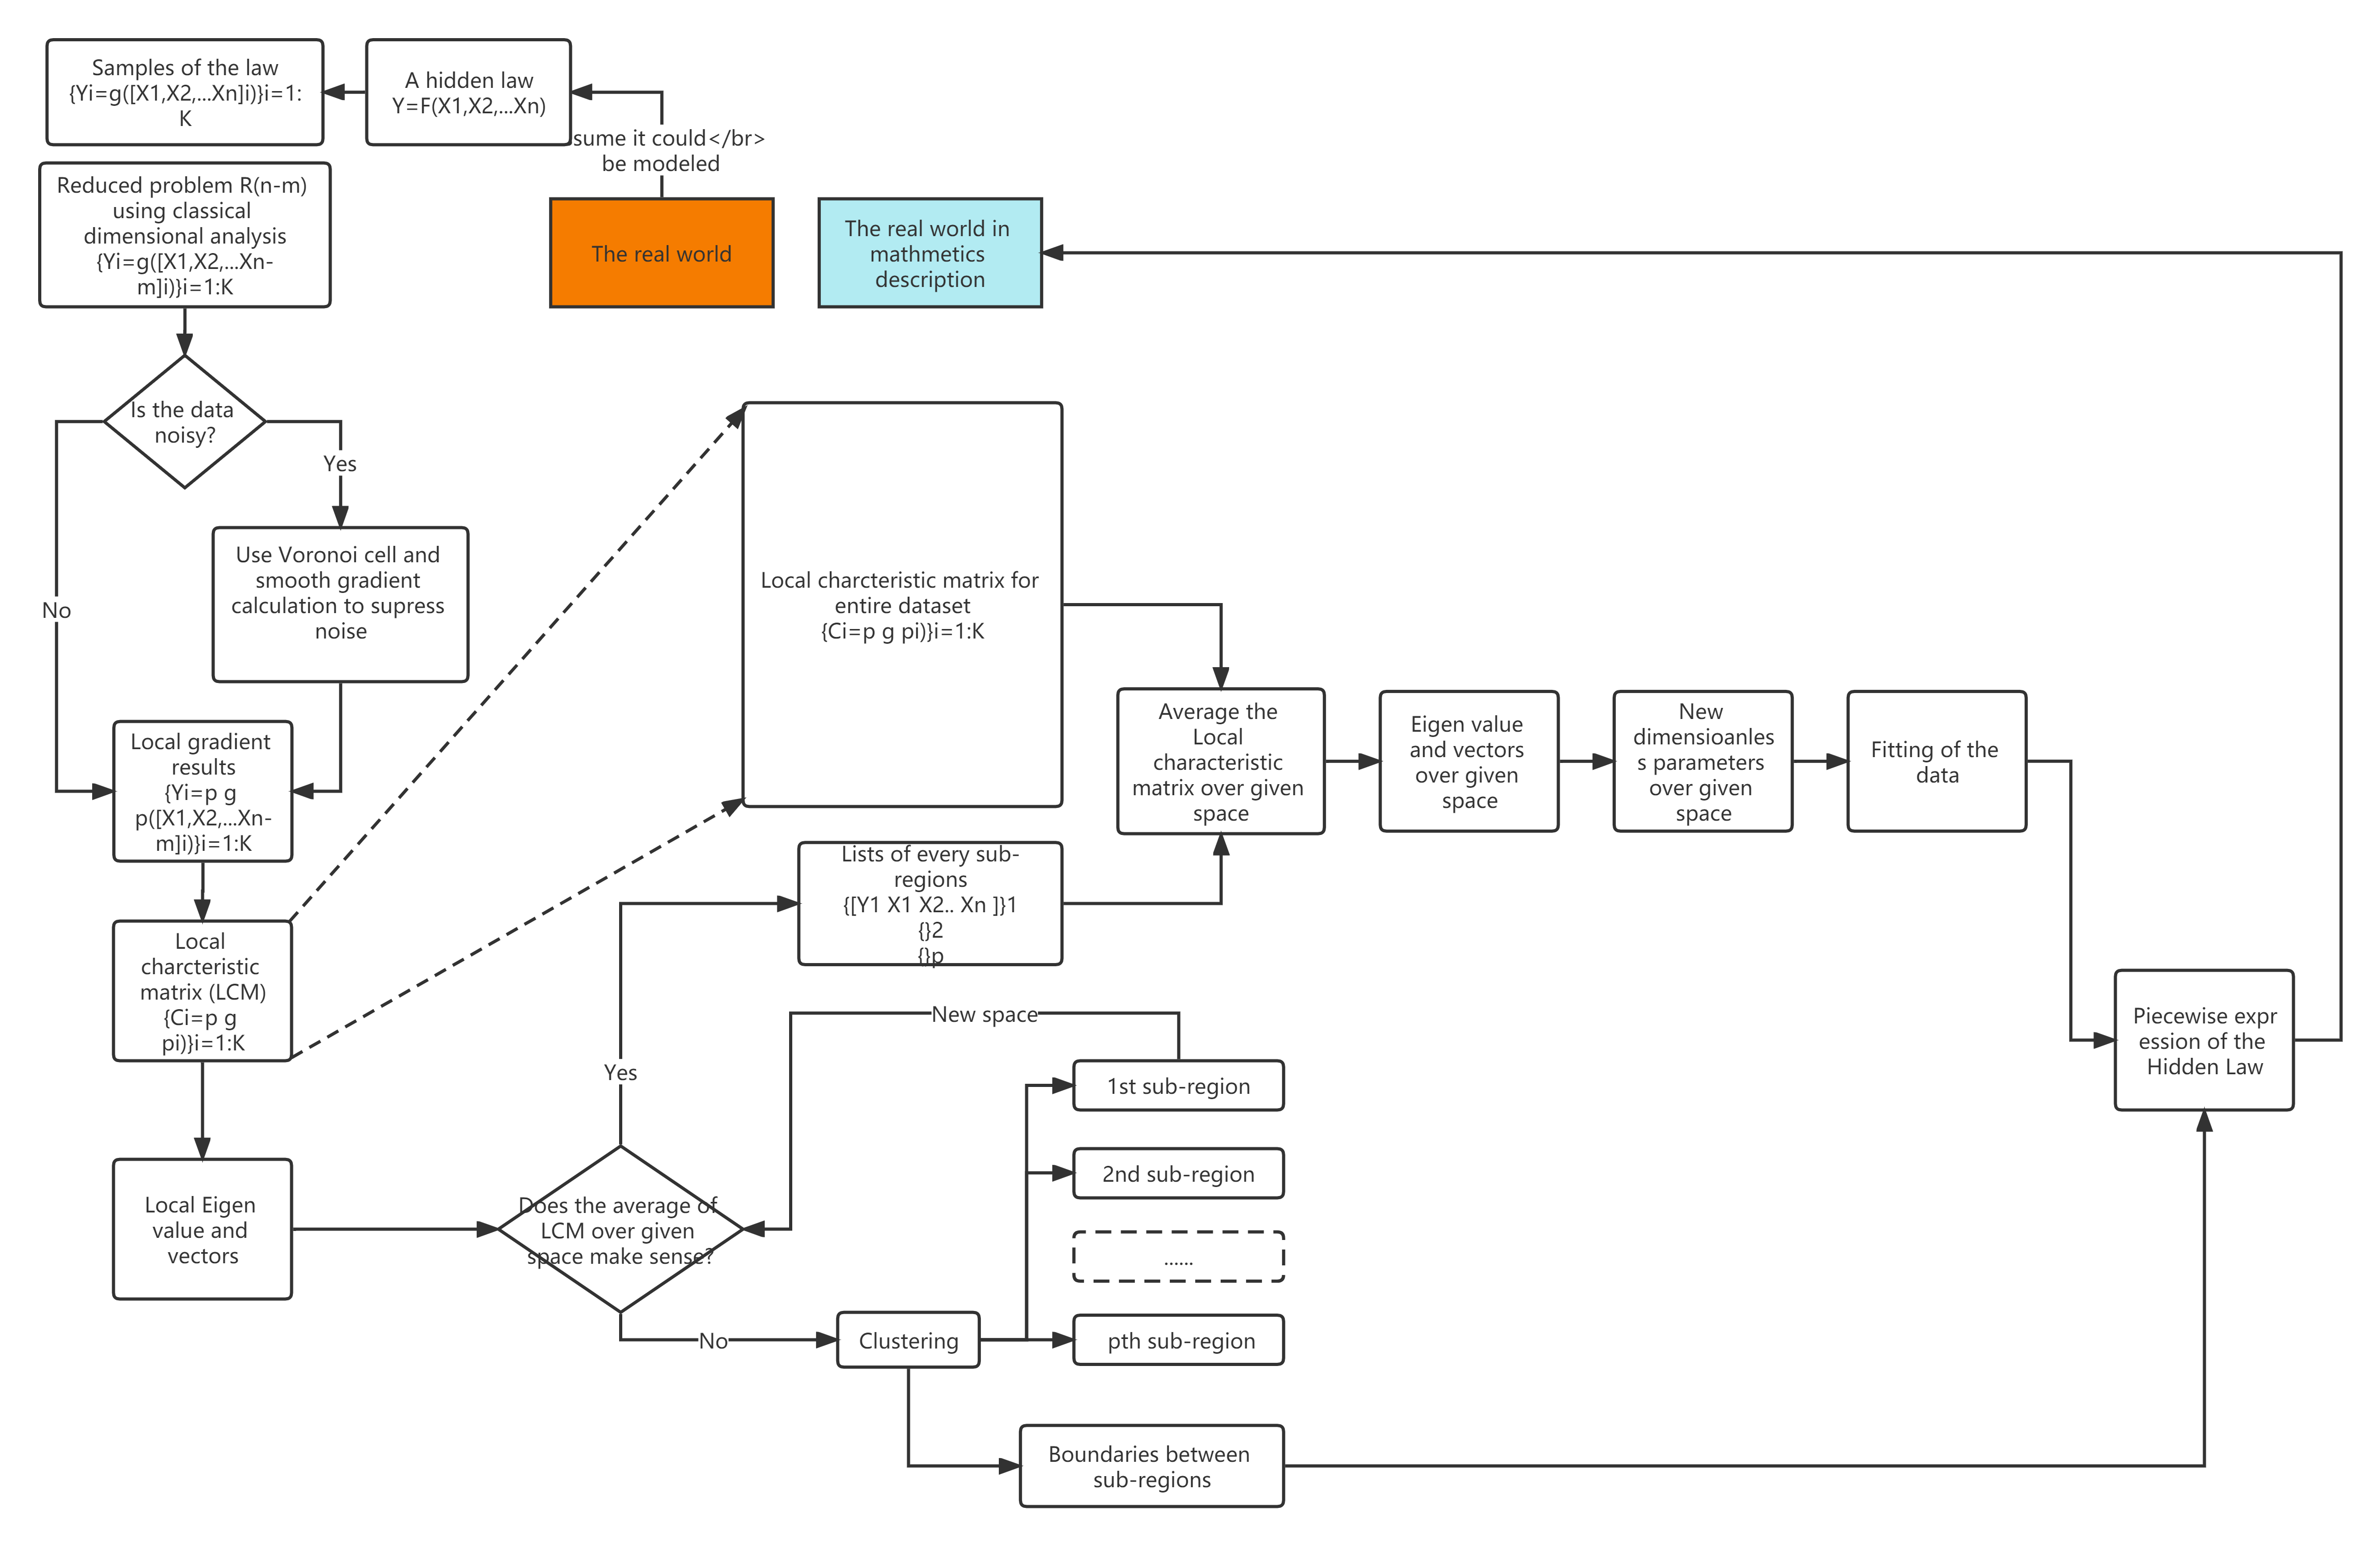 Samples of the law
{Yi=g([X1,X2,...Xn]i)}i=1:
K
A hidden law
Y=F(X1,X2,...Xn)
sume it could</br>
be modeled
Reduced problem R(n-m)
using classical
dimensional analysis
{Yi=g([X1,X2,...Xn-
m]i)}i=1:K
The real world
The real world in
mathmetics
description
Is the data
noisy?
Yes
No
Use Voronoi cell and
smooth gradient
calculation to supress
noise
Local charcteristic matrix for
entire dataset
{Ci=p g pi)}i=1:K
Local gradient
results
{Yi=p g
p([X1,X2,...Xn-
m]i)}i=1:K
Average the
Local
characteristic
matrix over given
space
Eigen value
and vectors
over given
space
New
dimensioanles
s parameters
over given
space
Fitting of the
data
Lists of every sub-
regions
{[Y1 X1 X2.. Xn ]}1
{}2
{}p
Local
charcteristic
matrix (LCM)
{Ci=p g
pi)}i=1:K
New space
Yes
1st sub-region
Piecewise expr
ession of the
Hidden Law
2nd sub-region
Local Eigen
value and
vectors
Does the average of
LCM over given
space make sense?
......
No
Clustering
pth sub-region
Boundaries between
sub-regions